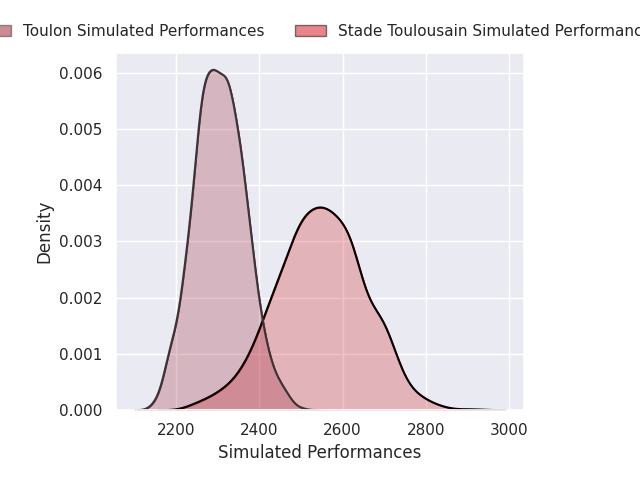 Toulon Simulated Performances
Stade Toulousain Simulated
0.006
0.005
0.004
0.003
0.002
0.001
0.000
Density
2200 2400 2600 2800 3000
Simulated Performances